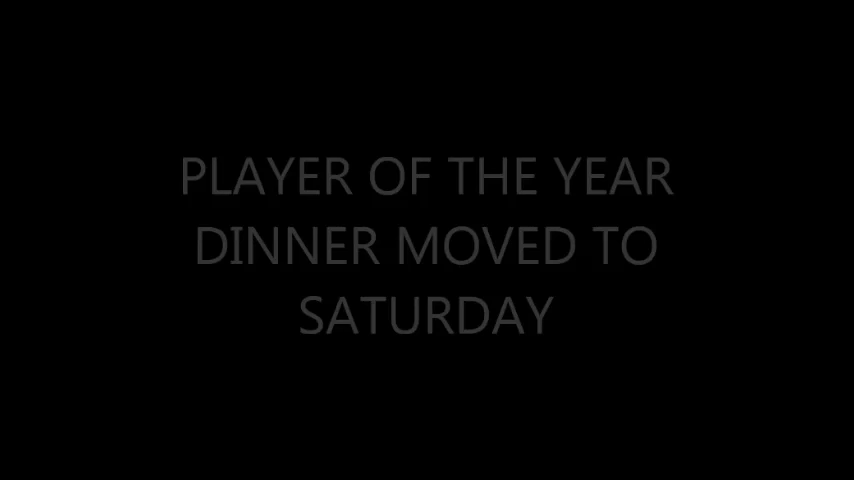 PLAYER OF THE YEAR
DINNER MOVED TO
SATURDAY